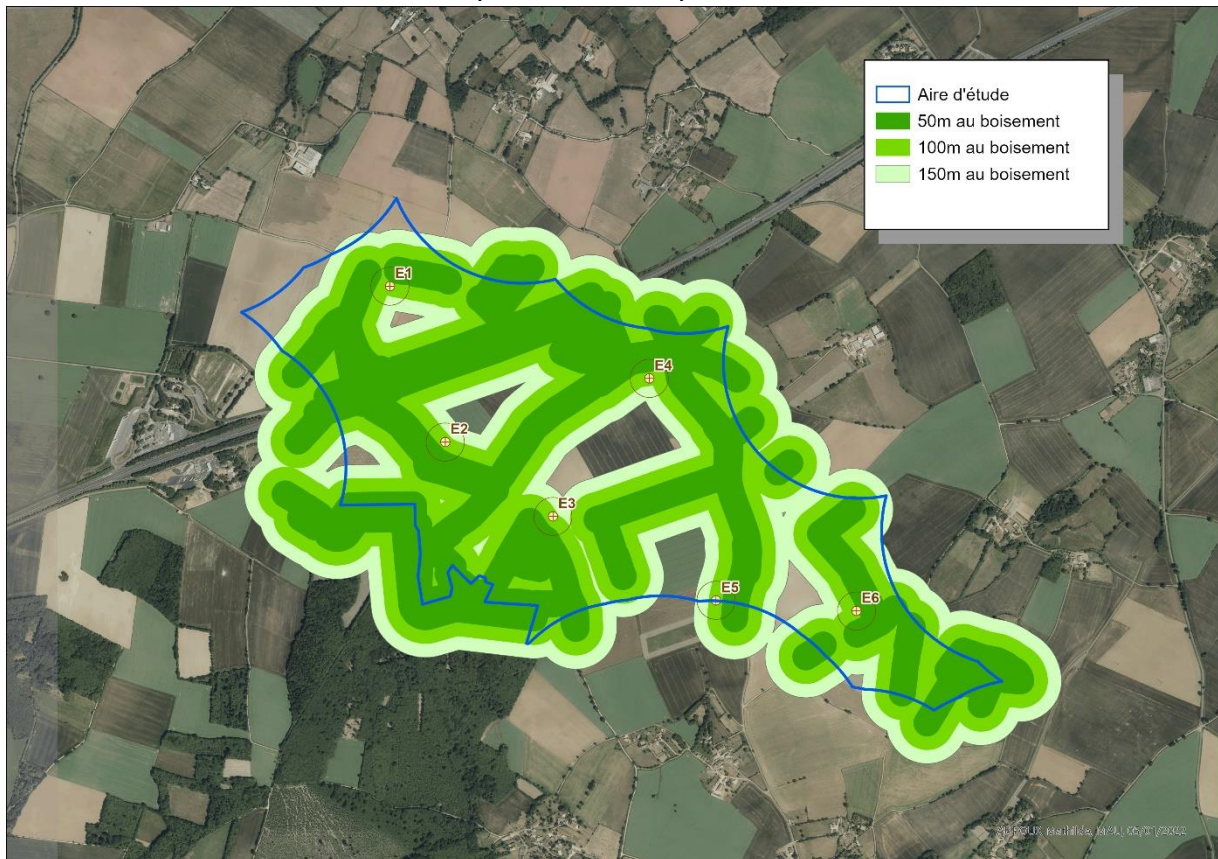 Aire d'étude
50m au boisement
100m au boisement
150m au boisement
E1
E4
E2
E3
E5
E6